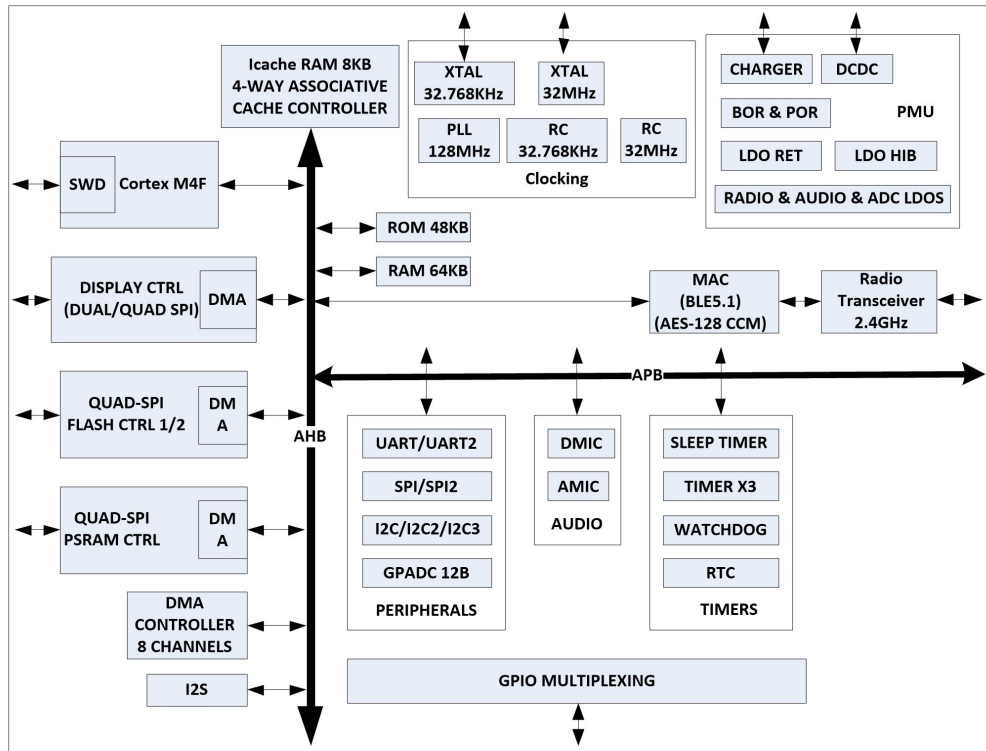 Icache RAM 8KB
4-WAY ASSOCIATIVE
CACHE CONTROLLER
XTAL
32.768KHz
XTAL
32MHz
PLL
128MHz
RC
32.768KHz
RC
32MHz
Clocking
CHARGER
DCDC
BOR & POR
PMU
LDO RET
LDO HIB
RADIO & AUDIO & ADC LDOS
SWD
Cortex M4F
ROM 48KB
RAM 64KB
DISPLAY CTRL
(DUAL/QUAD SPI)
DMA
MAC
(BLE5.1)
(AES-128 CCM)
Radio
Transceiver
2.4GHz
APB
QUAD-SPI
FLASH CTRL 1/2
DM
A
AHB
UART/UART2
SPI/SPI2
I2C/I2C2/I2C3
GPADC 12B
PERIPHERALS
DMIC
AMIC
AUDIO
SLEEP TIMER
TIMER X3
WATCHDOG
RTC
TIMERS
QUAD-SPI
PSRAM CTRL
DM
A
DMA
CONTROLLER
8 CHANNELS
I2S
GPIO MULTIPLEXING